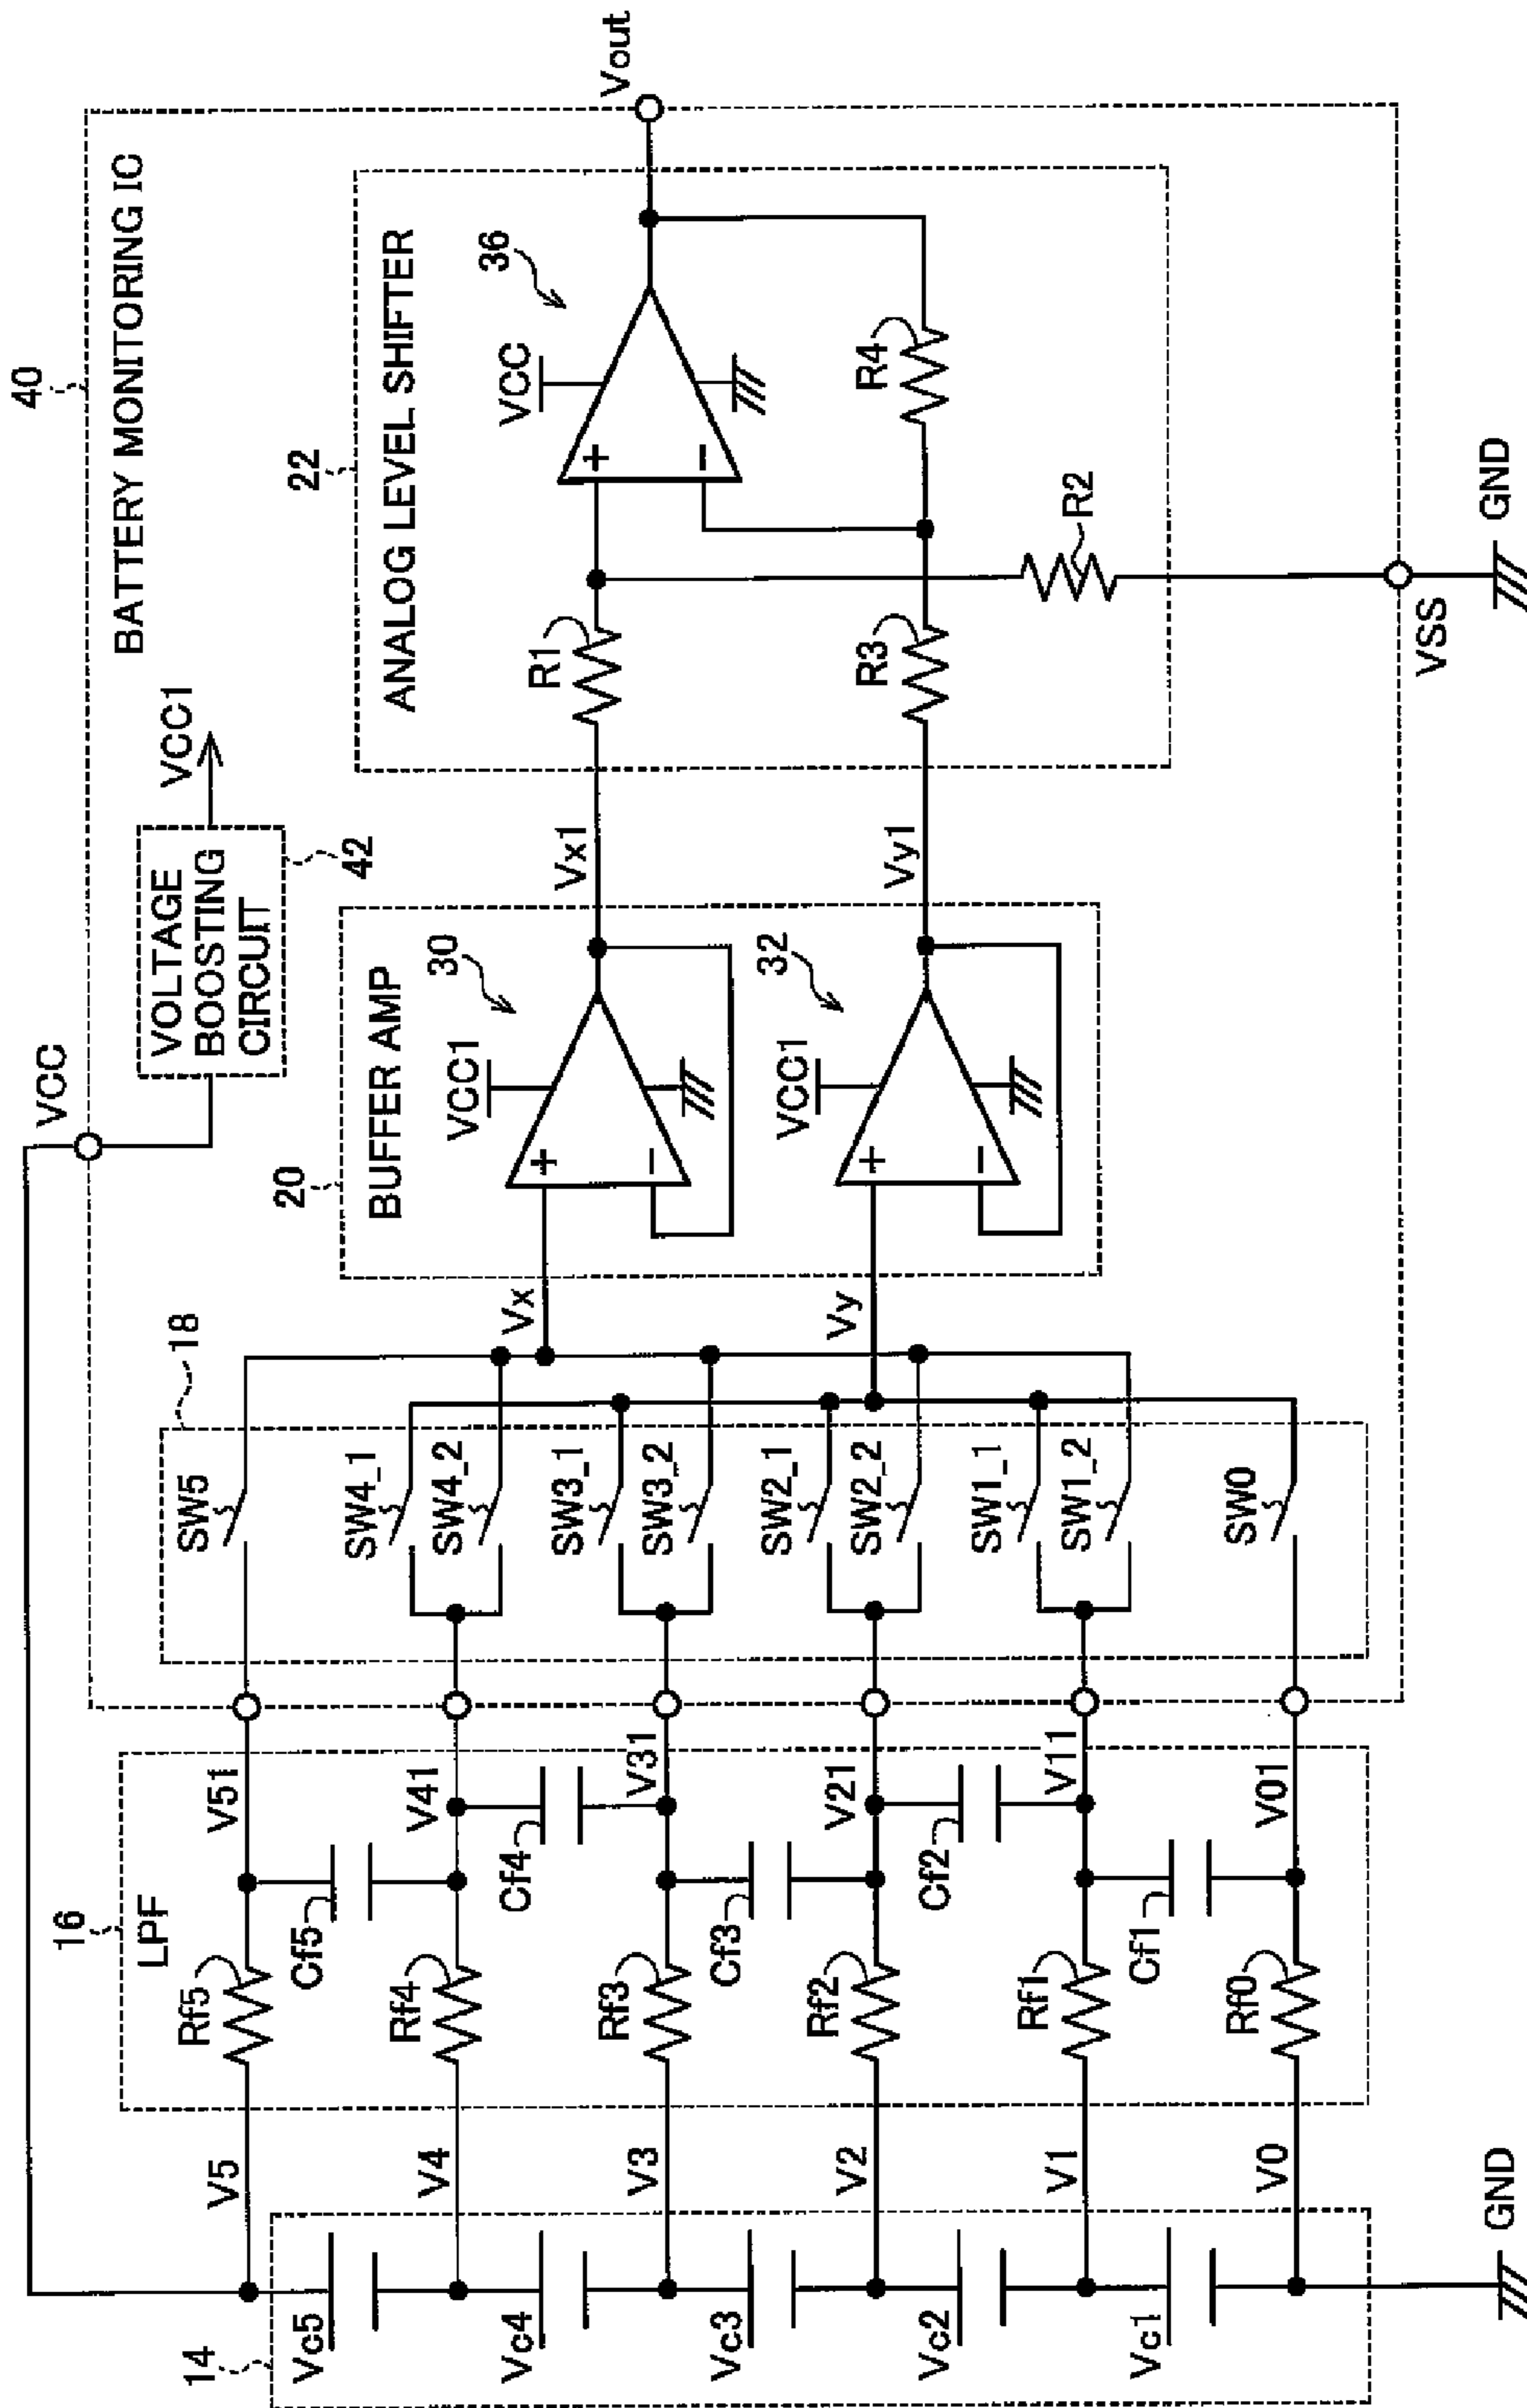 40
BATTERY MONITORING IC
VCC
VOLTAGE
BOOSTING
CIRCUIT
VCC1
42
16
LPF
18
20
BUFFER AMP
22
ANALOG LEVEL SHIFTER
14
V5
Rf5
V51
SW5
Vc5
Cf5
V4
Rf4
V41
SW4_1
SW4_2
Vc4
Cf4
V3
Rf3
V31
SW3_1
SW3_2
Vc3
Cf3
V2
Rf2
V21
SW2_1
SW2_2
Vc2
Cf2
V1
Rf1
V11
SW1_1
SW1_2
Vc1
Cf1
V0
Rf0
V01
SW0
GND
Vx
VCC1
30
+
−
Vx1
Vy
VCC1
32
+
−
Vy1
R1
VCC
36
+
−
Vout
R3
R4
R2
VSS
GND